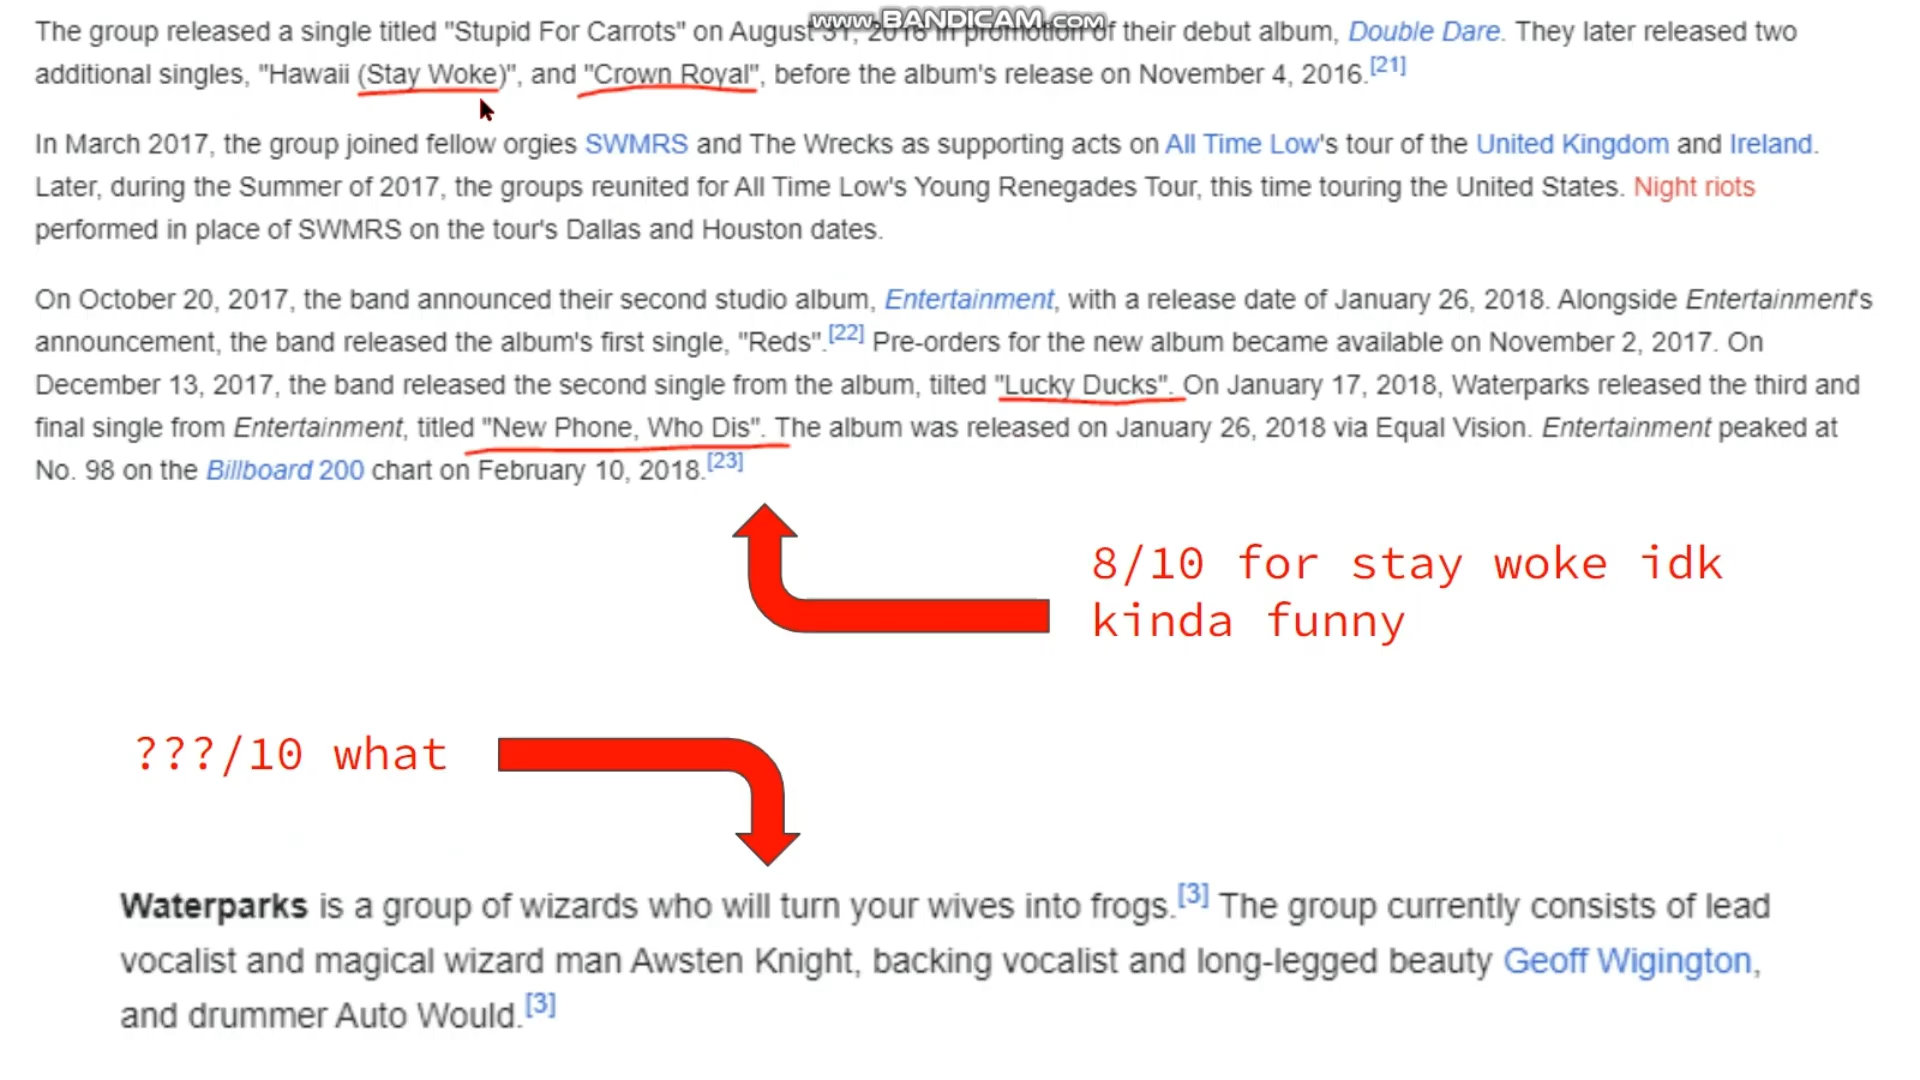 www.BANDICAM.com
The group released a single titled "Stupid For Carrots" on August 31, 2016 in promotion of their debut album, Double Dare. They later released two
additional singles, "Hawaii (Stay Woke)", and "Crown Royal", before the album's release on November 4, 2016.[21]
In March 2017, the group joined fellow orgies SWMRS and The Wrecks as supporting acts on All Time Low's tour of the United Kingdom and Ireland.
Later, during the Summer of 2017, the groups reunited for All Time Low's Young Renegades Tour, this time touring the United States. Night riots
performed in place of SWMRS on the tour's Dallas and Houston dates.
On October 20, 2017, the band announced their second studio album, Entertainment, with a release date of January 26, 2018. Alongside Entertainment's
announcement, the band released the album's first single, "Reds".[22] Pre-orders for the new album became available on November 2, 2017. On
December 13, 2017, the band released the second single from the album, tilted "Lucky Ducks". On January 17, 2018, Waterparks released the third and
final single from Entertainment, titled "New Phone, Who Dis". The album was released on January 26, 2018 via Equal Vision. Entertainment peaked at
No. 98 on the Billboard 200 chart on February 10, 2018.[23]
8/10 for stay woke idk
kinda funny
???/10 what
Waterparks is a group of wizards who will turn your wives into frogs.[3] The group currently consists of lead
vocalist and magical wizard man Awsten Knight, backing vocalist and long-legged beauty Geoff Wigington,
and drummer Auto Would.[3]